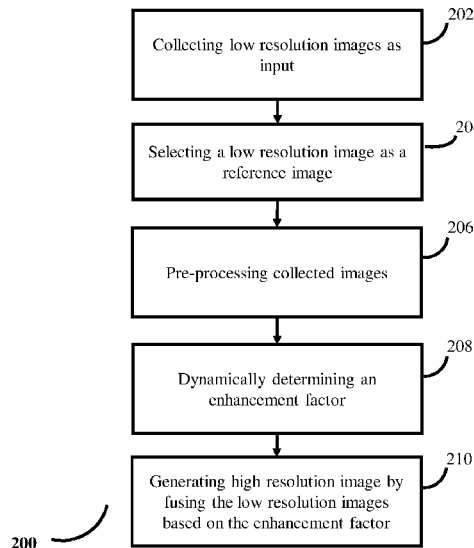 202
Collecting low resolution images as
input
20
Selecting a low resolution image as a
reference image
206
Pre-processing collected images
208
Dynamically determining an
enhancement factor
210
Generating high resolution image by
fusing the low resolution images
based on the enhancement factor
200